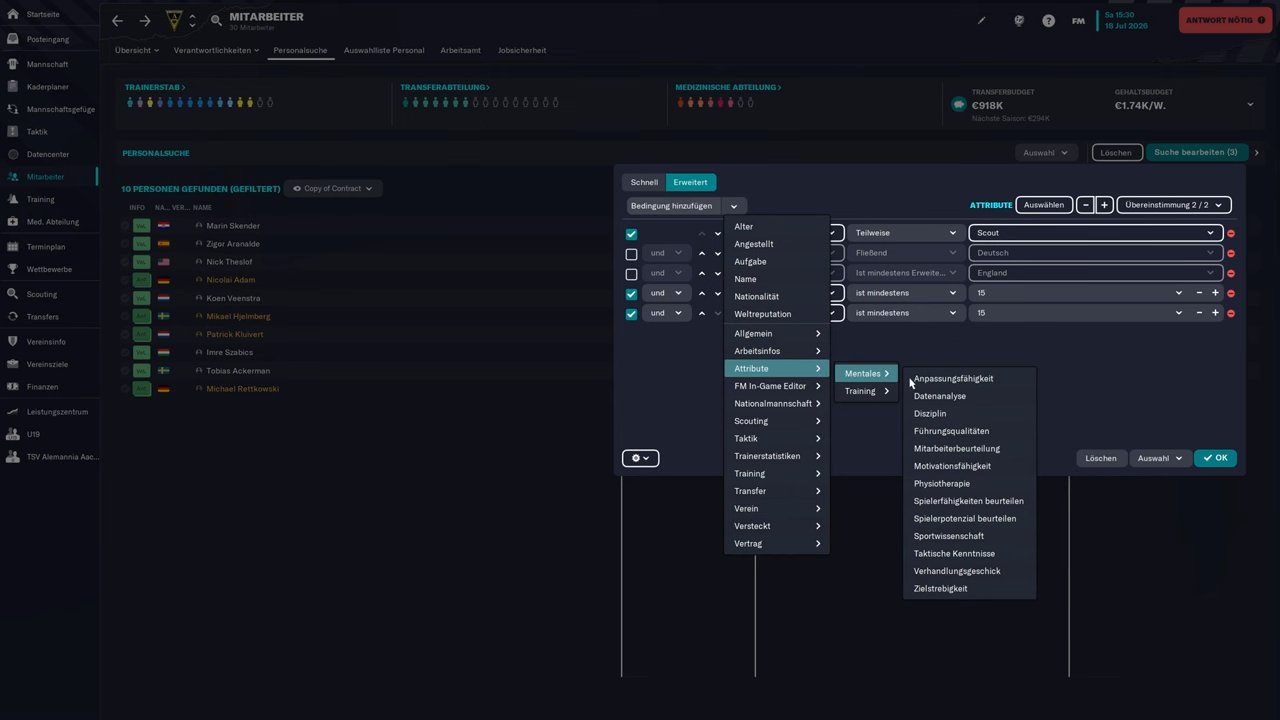 Startseite
Posteingang
Mannschaft
Kaderplaner
Mannschaftsgefüge
Taktik
Datencenter
Mitarbeiter
Training
Med. Abteilung
Terminplan
Wettbewerbe
Scouting
Transfers
Vereinsinfo
Vereinsziele
Finanzen
Leistungszentrum
U19
TSV Alemannia Aac...
MITARBEITER
30 Mitarbeiter
FM
Sa 15:30
18 Jul 2026
ANTWORT NÖTIG
Übersicht
Verantwortlichkeiten
Personalsuche
Auswahlliste Personal
Arbeitsamt
Jobsicherheit
TRAINERSTAB
TRANSFERABTEILUNG
MEDIZINISCHE ABTEILUNG
TRANSFERBUDGET
€918K
Nächste Saison: €294K
GEHALTSBUDGET
€1.74K/W.
PERSONALSUCHE
Auswahl
Löschen
Suche bearbeiten (3)
10 PERSONEN GEFUNDEN (GEFILTERT)
Copy of Contract
INFO NA... VER... NAME
Marin Skender
Zigor Aranalde
Nick Theslof
Nicolai Adam
Koen Veenstra
Mikael Hjelmberg
Patrick Kluivert
Imre Szabics
Tobias Ackerman
Michael Rettkowski
Schnell
Erweitert
Bedingung hinzufügen
ATTRIBUTE
Auswählen
Übereinstimmung 2 / 2
Teilweise
Scout
und
Fließend
Deutsch
und
Ist mindestens Erweite...
England
und
ist mindestens
15
und
ist mindestens
15
Alter
Angestellt
Aufgabe
Name
Nationalität
Weltreputation
Allgemein
Arbeitsinfos
Attribute
FM In-Game Editor
Nationalmannschaft
Scouting
Taktik
Trainerstatistiken
Training
Transfer
Verein
Versteckt
Vertrag
Mentales
Training
Anpassungsfähigkeit
Datenanalyse
Disziplin
Führungsqualitäten
Mitarbeiterbeurteilung
Motivationsfähigkeit
Physiotherapie
Spielerfähigkeiten beurteilen
Spielerpotenzial beurteilen
Sportwissenschaft
Taktische Kenntnisse
Verhandlungsgeschick
Zielstrebigkeit
Löschen
Auswahl
OK